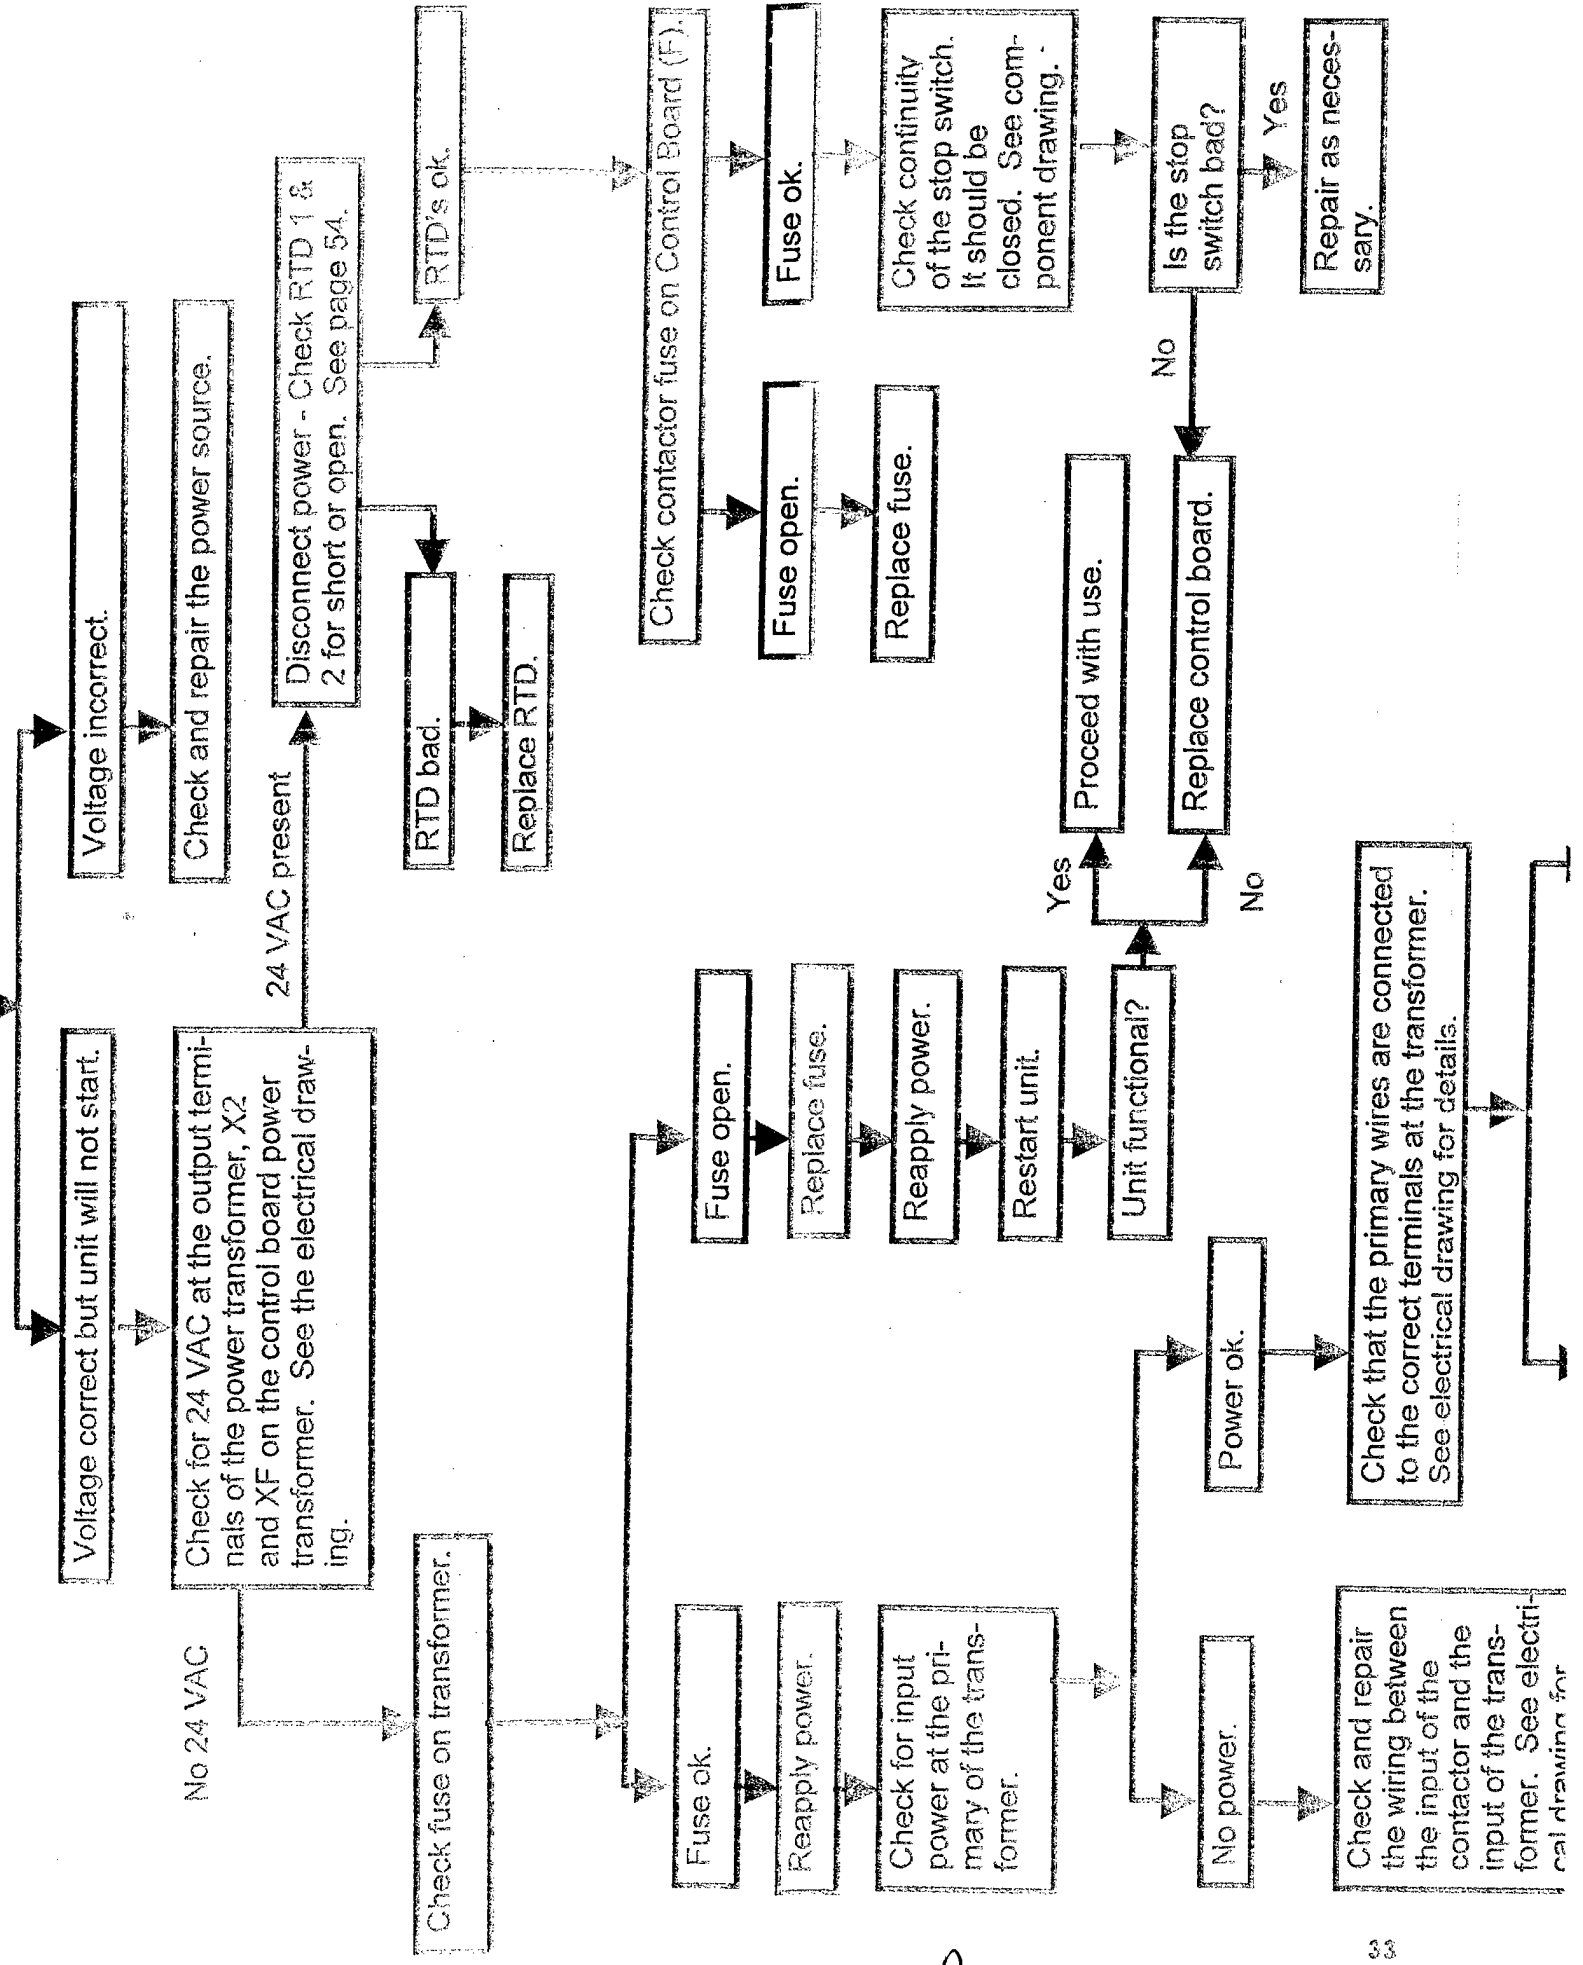 Voltage correct but unit will not start.
Voltage incorrect.
Check and repair the power source.
Check for 24 VAC at the output termi-
nals of the power transformer, X2
and XF on the control board power
transformer. See the electrical draw-
ing.
24 VAC present
Disconnect power - Check RTD 1 &
2 for short or open. See page 54.
No 24 VAC
Check fuse on transformer.
RTD bad.
Replace RTD.
RTD's ok.
Check contactor fuse on Control Board (F).
Fuse open.
Replace fuse.
Fuse ok.
Check continuity
of the stop switch.
It should be
closed. See com-
ponent drawing.
Is the stop
switch bad?
Yes
Repair as neces-
sary.
No
Fuse ok.
Reapply power.
Check for input
power at the pri-
mary of the trans-
former.
Fuse open.
Replace fuse.
Reapply power.
Restart unit.
Unit functional?
Yes
Proceed with use.
No
Replace control board.
No power.
Check and repair
the wiring between
the input of the
contactor and the
input of the trans-
former. See electri-
cal drawing for
Power ok.
Check that the primary wires are connected
to the correct terminals at the transformer.
See electrical drawing for details.
33